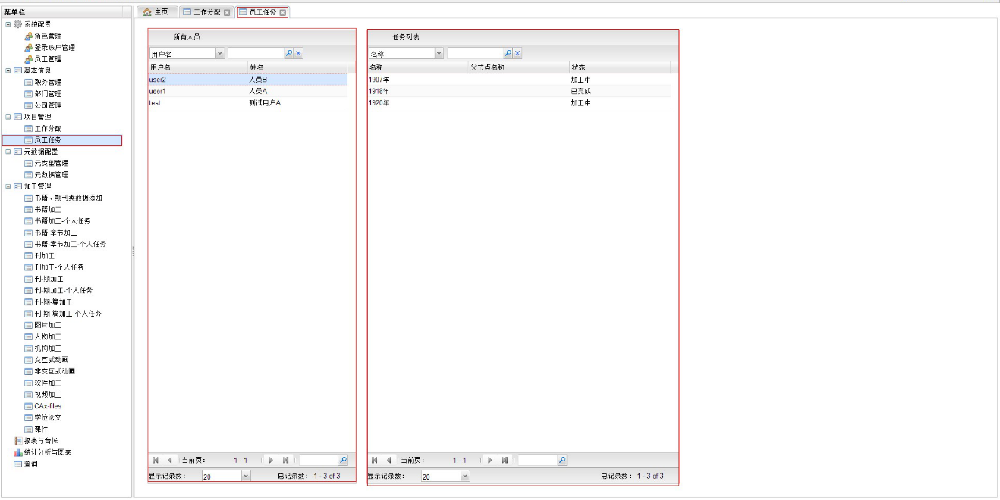 菜单栏
系统配置
角色管理
登录账户管理
员工管理
基本信息
职务管理
部门管理
公司管理
项目管理
工作分配
员工任务
元数据配置
元类型管理
元数据管理
加工管理
书籍、期刊类数据添加
书籍加工
书籍加工-个人任务
书籍-章节加工
书籍-章节加工-个人任务
刊加工
刊加工-个人任务
刊-期加工
刊-期加工-个人任务
刊-期-篇加工
刊-期-篇加工-个人任务
图片加工
人物加工
机构加工
交互式动画
非交互式动画
软件加工
视频加工
CAx-files
学位论文
课件
报表与台帐
统计分析与图表
查询
主页 工作分配 员工任务
所有人员
用户名
用户名 姓名
user2 人员B
user1 人员A
test 测试用户A
当前页： 1 - 1
显示记录数： 20 总记录数： 1 - 3 of 3
任务列表
名称
名称 父节点名称 状态
1907年 加工中
1918年 已完成
1920年 加工中
当前页： 1 - 1
显示记录数： 20 总记录数： 1 - 3 of 3